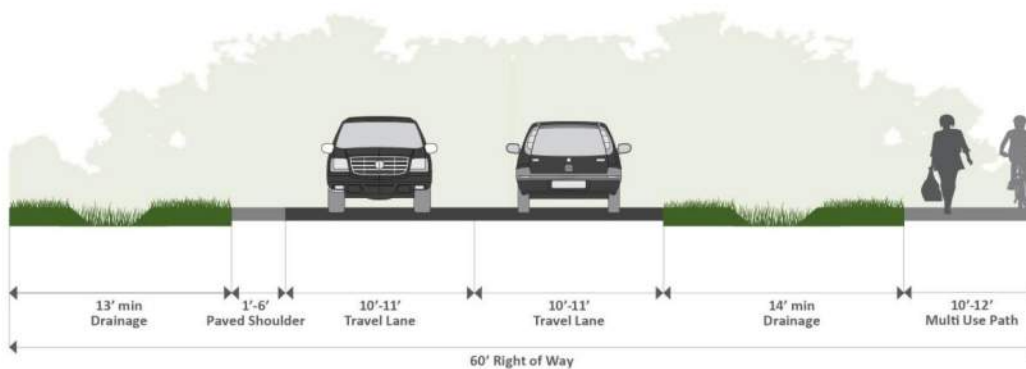 13’ min
Drainage
1’-6’
Paved Shoulder
10’-11’
Travel Lane
10’-11’
Travel Lane
14’ min
Drainage
10’-12’
Multi Use Path
60’ Right of Way